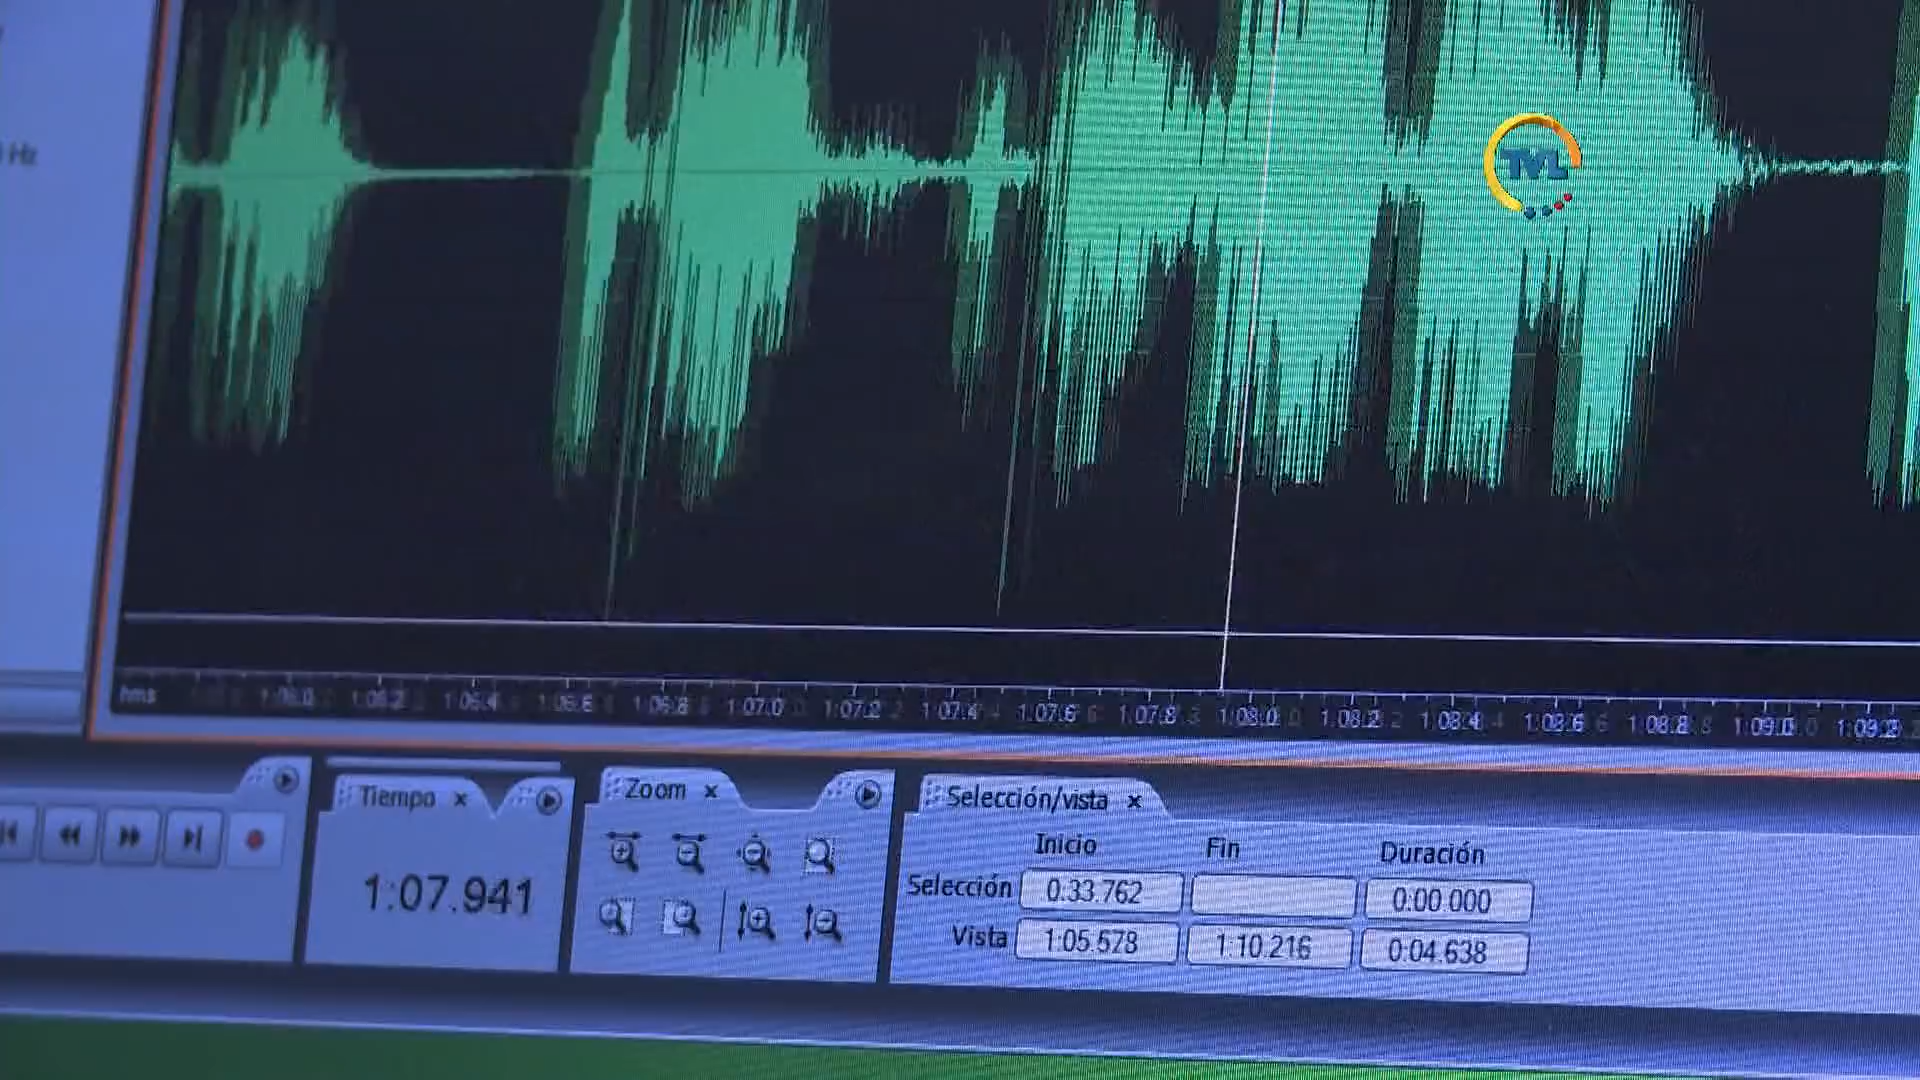 Hz
TVL
hms 1:06.0 1:06.2 1:06.4 1:06.6 1:06.8 1:07.0 1:07.2 1:07.4 1:07.6 1:07.8 1:08.0 1:08.2 1:08.4 1:08.6 1:08.8 1:09.0 1:09.2
Tiempo x
1:07.941
Zoom x
Selección/vista x
Inicio Fin Duración
Selección 0:33.762 0:00.000
Vista 1:05.578 1:10.216 0:04.638